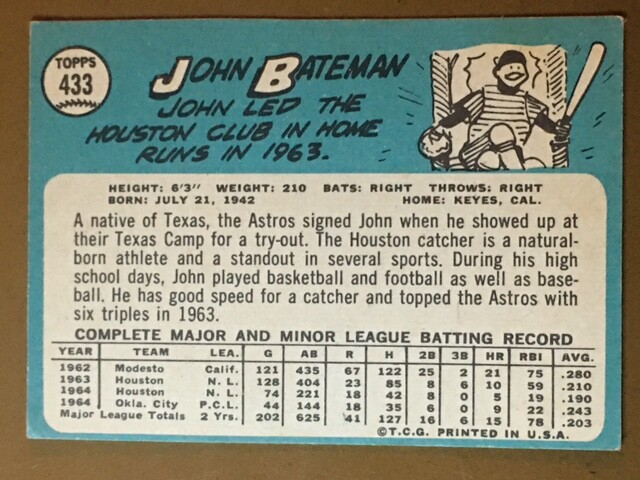 TOPPS
433
JOHN BATEMAN
JOHN LED THE
HOUSTON CLUB IN HOME
RUNS IN 1963.
HEIGHT: 6'3" WEIGHT: 210 BATS: RIGHT THROWS: RIGHT
BORN: JULY 21, 1942 HOME: KEYES, CAL.
A native of Texas, the Astros signed John when he showed up at
their Texas Camp for a try-out. The Houston catcher is a natural-
born athlete and a standout in several sports. During his high
school days, John played basketball and football as well as base-
ball. He has good speed for a catcher and topped the Astros with
six triples in 1963.
COMPLETE MAJOR AND MINOR LEAGUE BATTING RECORD
YEAR TEAM LEA. G AB R H 2B 3B HR RBI AVG.
1962 Modesto Calif. 121 435 67 122 25 2 21 75 .280
1963 Houston N. L. 128 404 23 85 8 6 10 59 .210
1964 Houston N. L. 74 221 18 42 8 0 5 19 .190
1964 Okla. City P.C.L. 44 144 18 35 6 0 9 22 .243
Major League Totals 2 Yrs. 202 625 41 127 16 6 15 78 .203
©T.C.G. PRINTED IN U.S.A.